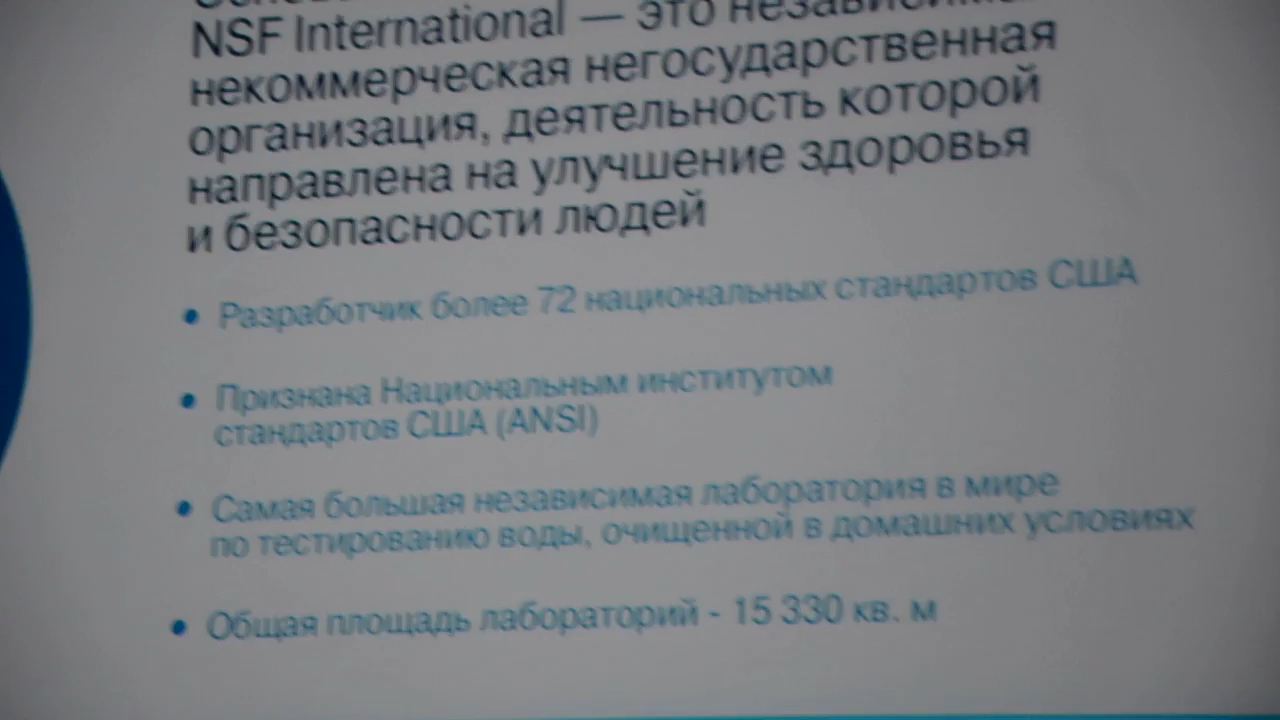 NSF International — это
некоммерческая негосударственная
организация, деятельность которой
направлена на улучшение здоровья
и безопасности людей
• Разработчик более 72 национальных стандартов США
• Признана Национальным институтом
стандартов США (ANSI)
• Самая большая независимая лаборатория в мире
по тестированию воды, очищенной в домашних условиях
• Общая площадь лабораторий - 15 330 кв. м